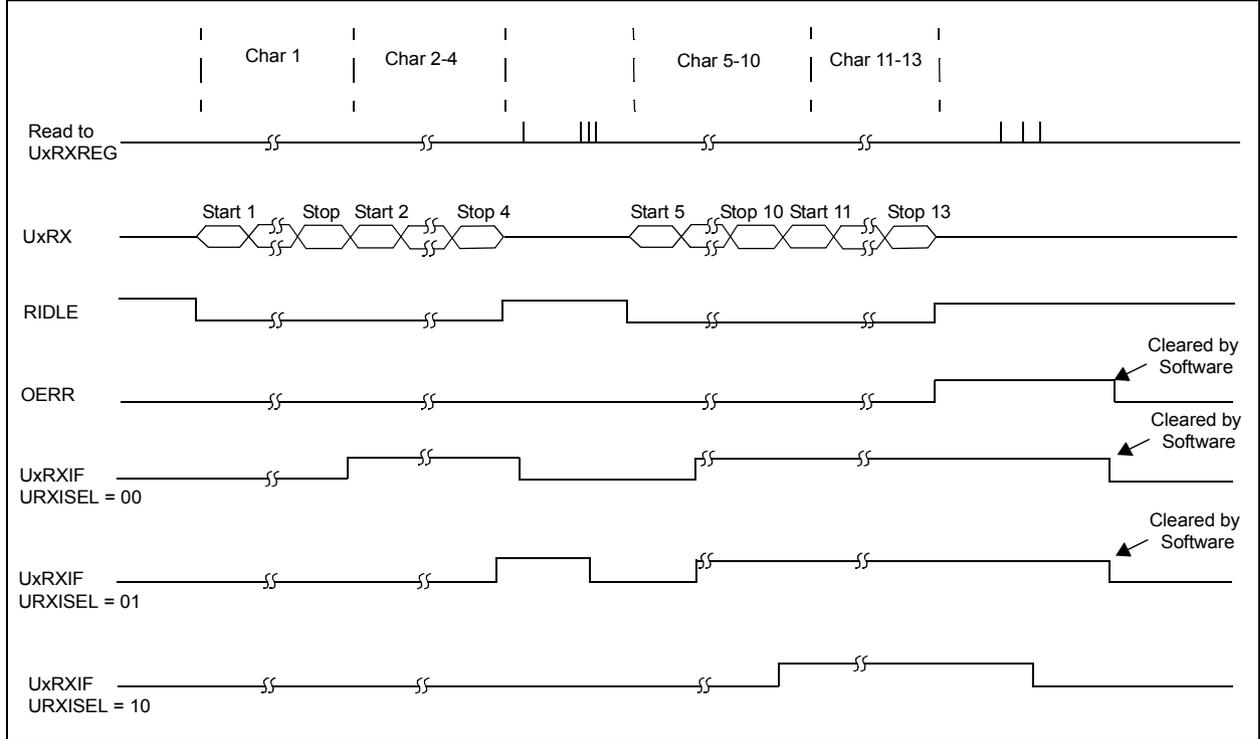 Char 1
Char 2-4
Char 5-10
Char 11-13
Read to
UxRXREG
Start 1
Stop
Start 2
Stop 4
Start 5
Stop 10
Start 11
Stop 13
UxRX
RIDLE
Cleared by
Software
OERR
Cleared by
Software
UxRXIF
URXISEL = 00
Cleared by
Software
UxRXIF
URXISEL = 01
UxRXIF
URXISEL = 10